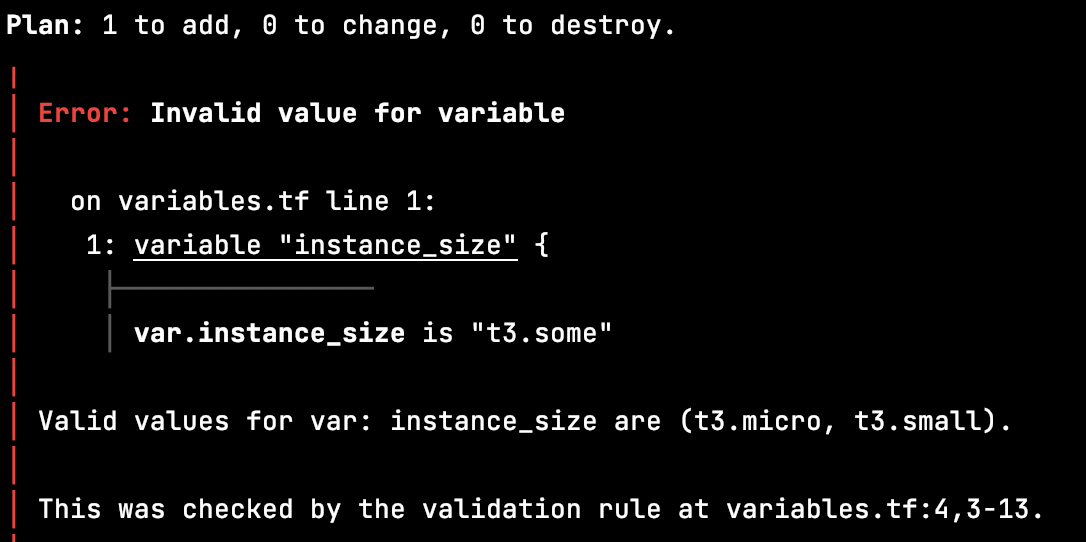 Plan: 1 to add, 0 to change, 0 to destroy.
Error: Invalid value for variable
on variables.tf line 1:
1: variable "instance_size" {
var.instance_size is "t3.some"
Valid values for var: instance_size are (t3.micro, t3.small).
This was checked by the validation rule at variables.tf:4,3-13.